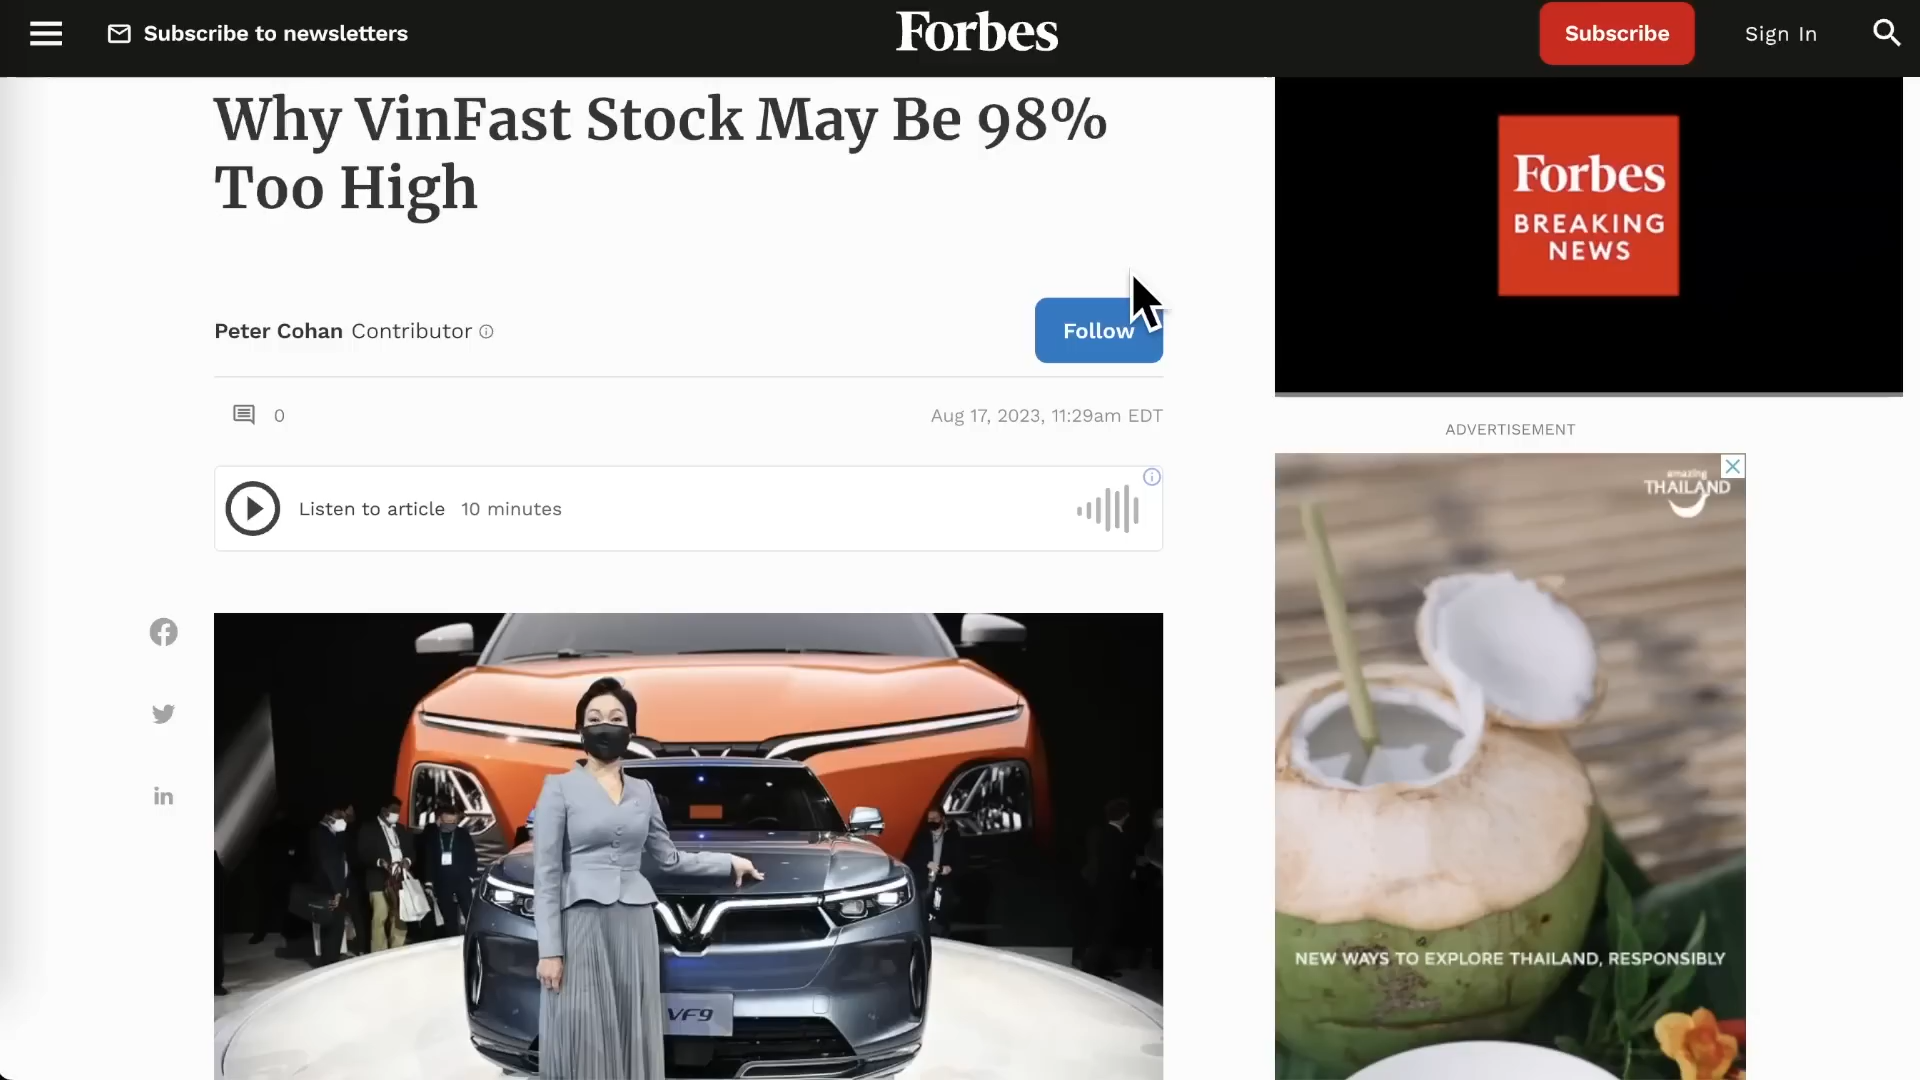 Subscribe to newsletters
Forbes
Subscribe
Sign In
Why VinFast Stock May Be 98%
Too High
Peter Cohan Contributor
Follow
0
Aug 17, 2023, 11:29am EDT
Listen to article 10 minutes
in
VF9
Forbes
BREAKING
NEWS
ADVERTISEMENT
amazing
THAILAND
NEW WAYS TO EXPLORE THAILAND, RESPONSIBLY